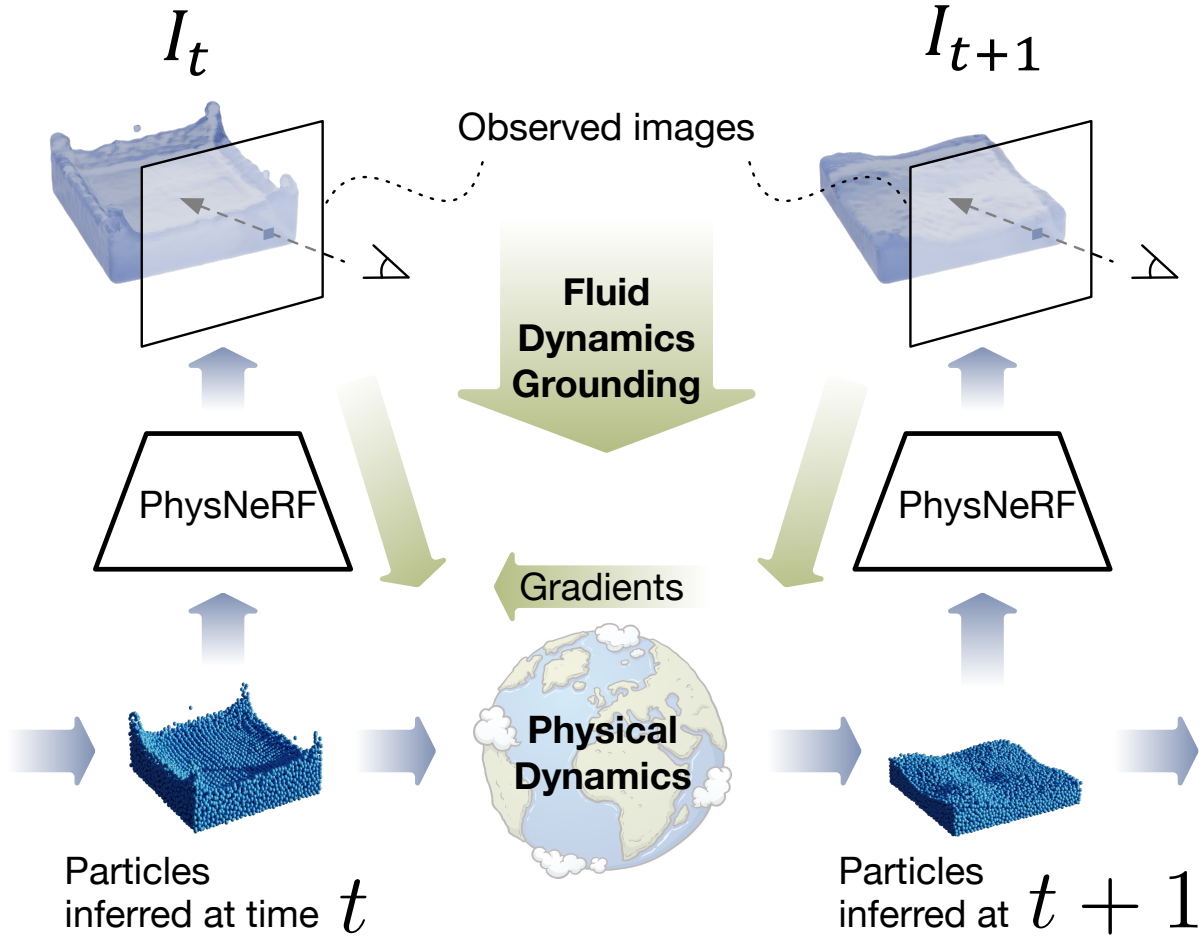 I_t
I_{t+1}
Observed images
Fluid
Dynamics
Grounding
PhysNeRF
PhysNeRF
Gradients
Physical
Dynamics
Particles
inferred at time t
Particles
inferred at t + 1